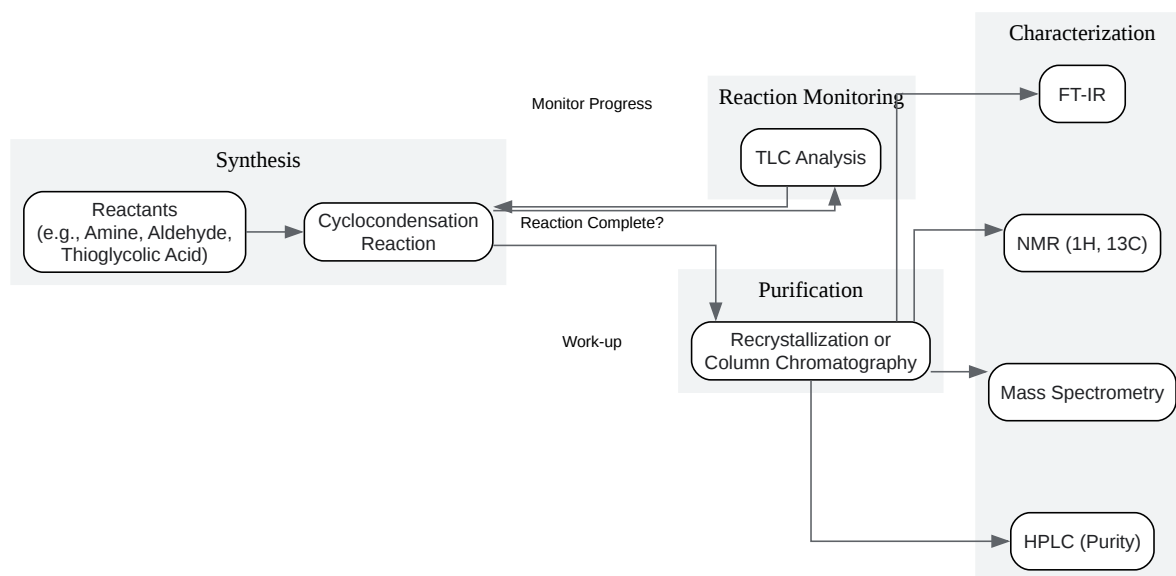 Synthesis
Reactants
(e.g., Amine, Aldehyde,
Thioglycolic Acid)
Cyclocondensation
Reaction
Monitor Progress
Reaction Complete?
Work-up
Reaction Monitoring
TLC Analysis
Purification
Recrystallization or
Column Chromatography
Characterization
FT-IR
NMR (1H, 13C)
Mass Spectrometry
HPLC (Purity)